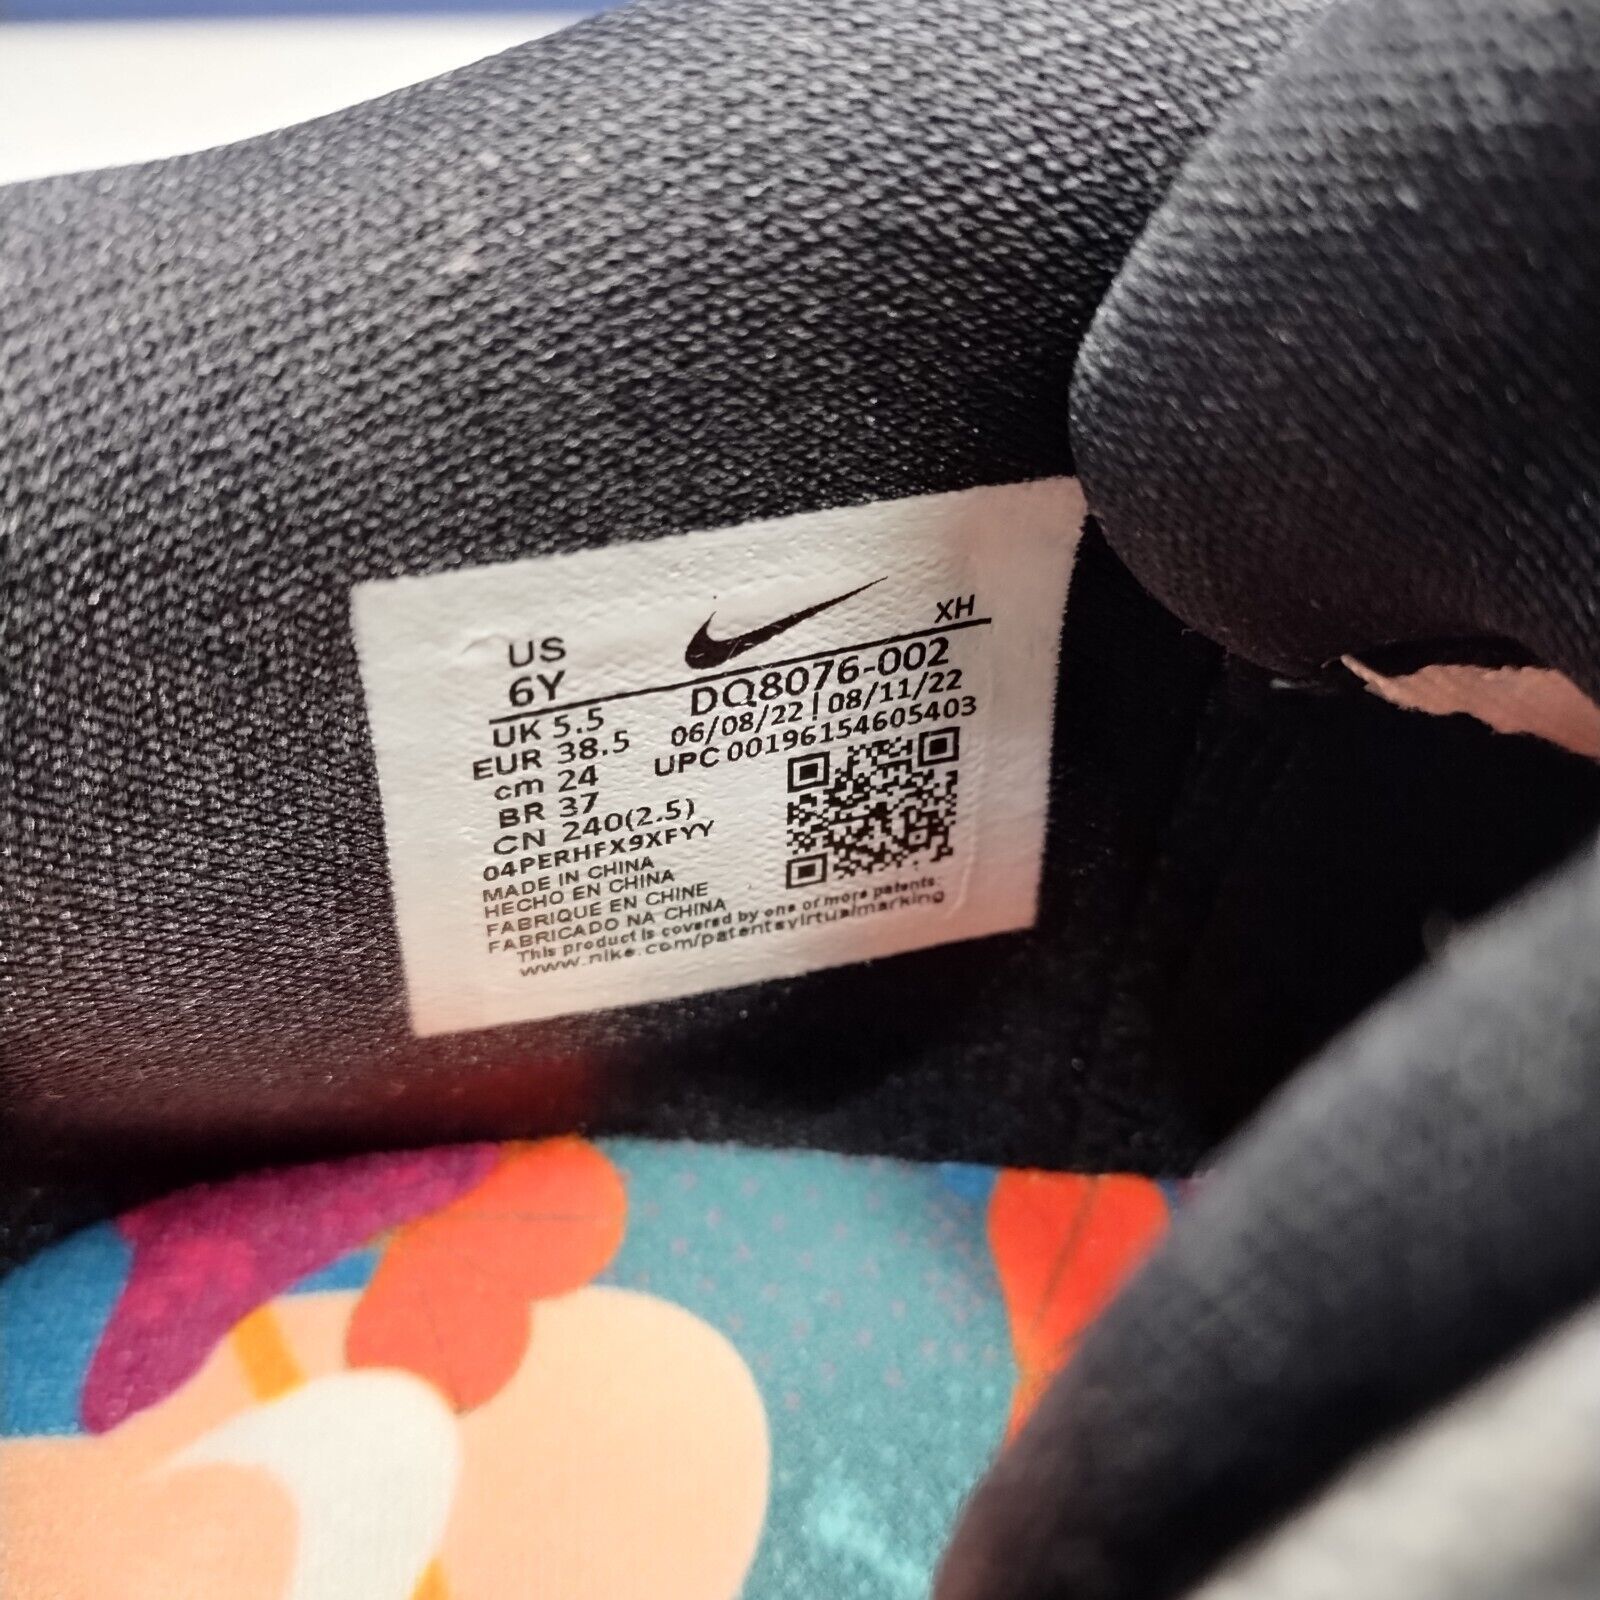 US
6Y
XH
DQ8076-002
UK 5.5
06/08/22 | 08/11/22
EUR 38.5
UPC 00196154605403
cm 24
BR 37
CN 240(2.5)
04PERHFX9XFYY
MADE IN CHINA
HECHO EN CHINA
FABRIQUE EN CHINE
FABRICADO NA CHINA
This product is covered by one of more patents.
www.nike.com/patentsvirtualmarking